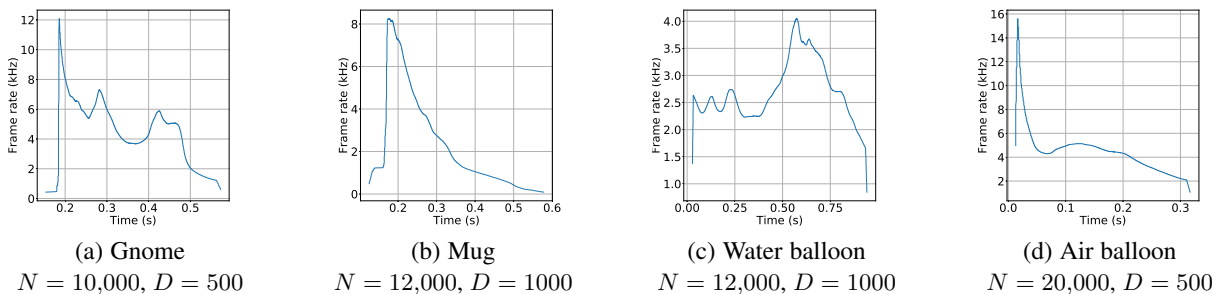 12
10
8
6
4
2
0
Frame rate (kHz)
0.2 0.3 0.4 0.5
Time (s)
(a) Gnome
N = 10,000, D = 500
8
6
4
2
0
Frame rate (kHz)
0.2 0.3 0.4 0.5 0.6
Time (s)
(b) Mug
N = 12,000, D = 1000
4.0
3.5
3.0
2.5
2.0
1.5
1.0
Frame rate (kHz)
0.00 0.25 0.50 0.75
Time (s)
(c) Water balloon
N = 12,000, D = 1000
16
14
12
10
8
6
4
2
Frame rate (kHz)
0.0 0.1 0.2 0.3
Time (s)
(d) Air balloon
N = 20,000, D = 500